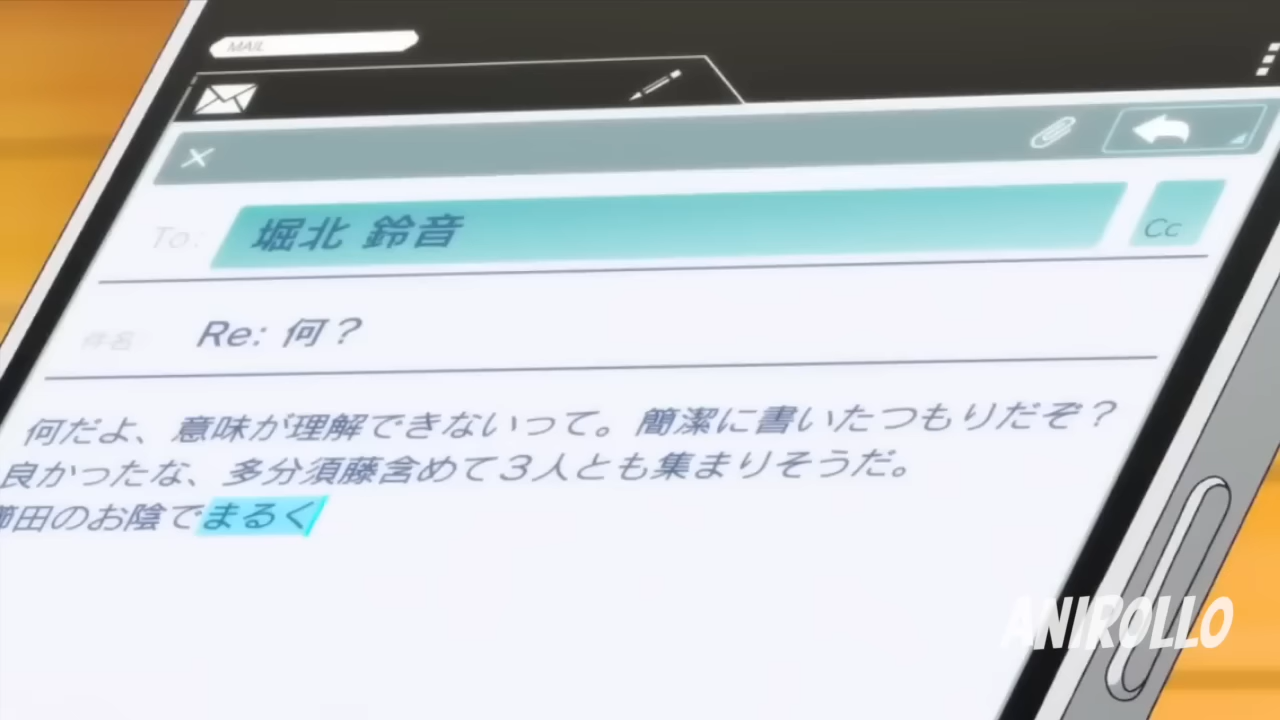 MAIL
To:
堀北 鈴音
Cc
件名
Re: 何？
何だよ、意味が理解できないって。簡潔に書いたつもりだぞ？
良かったな、多分須藤含めて３人とも集まりそうだ。
櫛田のお陰でまるく
ANIROLLO